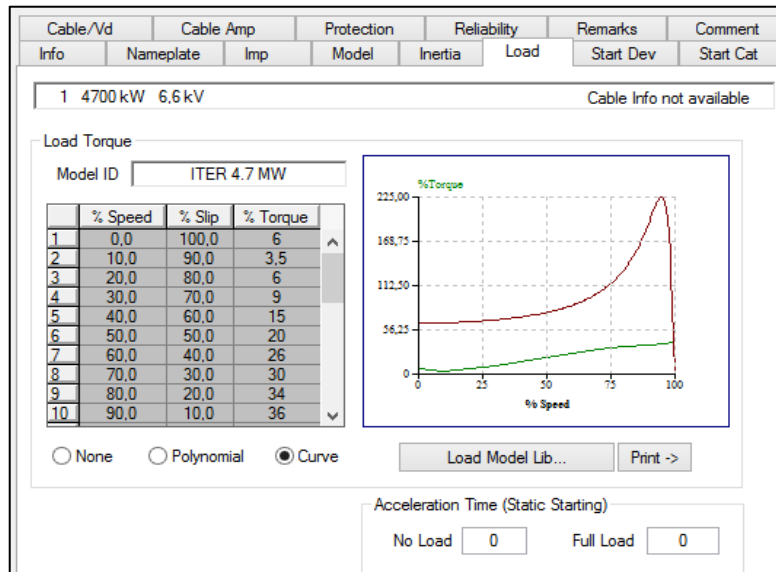 Cable/Vd Cable Amp Protection Reliability Remarks Comment
Info Nameplate Imp Model Inertia Load Start Dev Start Cat
1 4700 kW 6,6 kV Cable Info not available
Load Torque
Model ID ITER 4.7 MW
% Speed % Slip % Torque
1 0,0 100,0 6
2 10,0 90,0 3,5
3 20,0 80,0 6
4 30,0 70,0 9
5 40,0 60,0 15
6 50,0 50,0 20
7 60,0 40,0 26
8 70,0 30,0 30
9 80,0 20,0 34
10 90,0 10,0 36
%Torque
225,00
168,75
112,50
56,25
0
0 25 50 75 100
% Speed
None Polynomial Curve Load Model Lib... Print ->
Acceleration Time (Static Starting)
No Load 0 Full Load 0